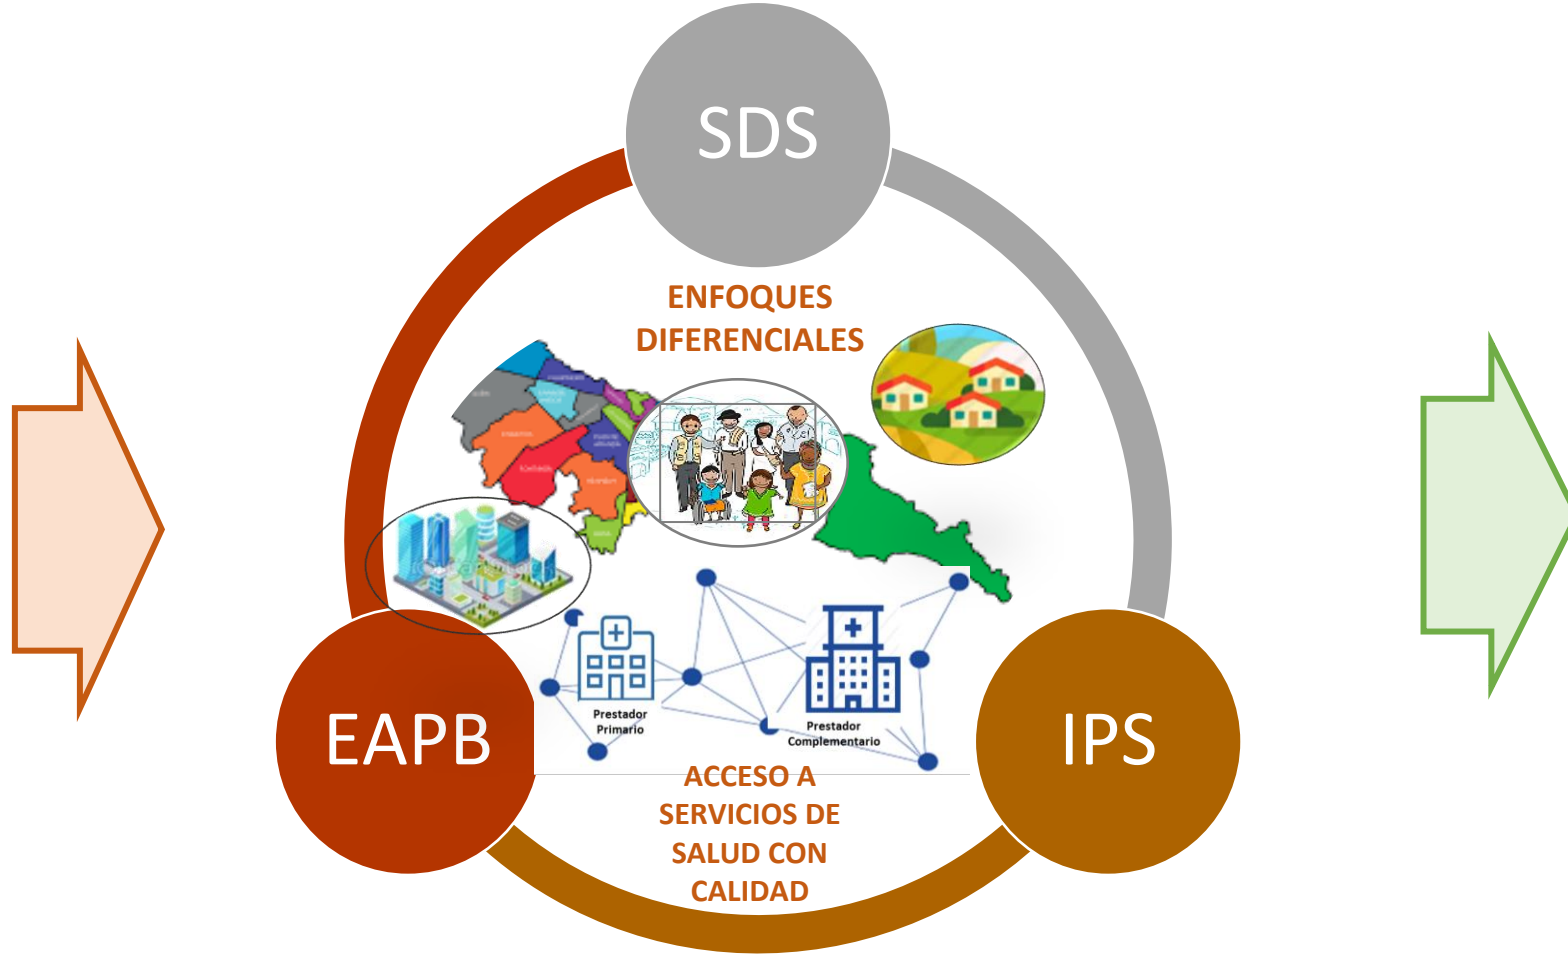 SDS
ENFOQUES
DIFERENCIALES
Prestador
Primario
Prestador
Complementario
EAPB
IPS
ACCESO A
SERVICIOS DE
SALUD CON
CALIDAD